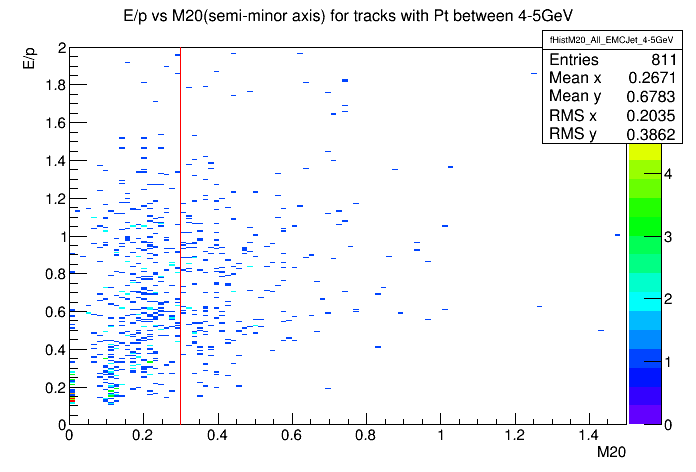 E/p vs M20(semi-minor axis) for tracks with Pt between 4-5GeV
fHistM20_All_EMCJet_4-5GeV
Entries 811
Mean x 0.2671
Mean y 0.6783
RMS x 0.2035
RMS y 0.3862
E/p
2
1.8
1.6
1.4
1.2
1
0.8
0.6
0.4
0.2
0
0 0.2 0.4 0.6 0.8 1 1.2 1.4
M20
4
3
2
1
0